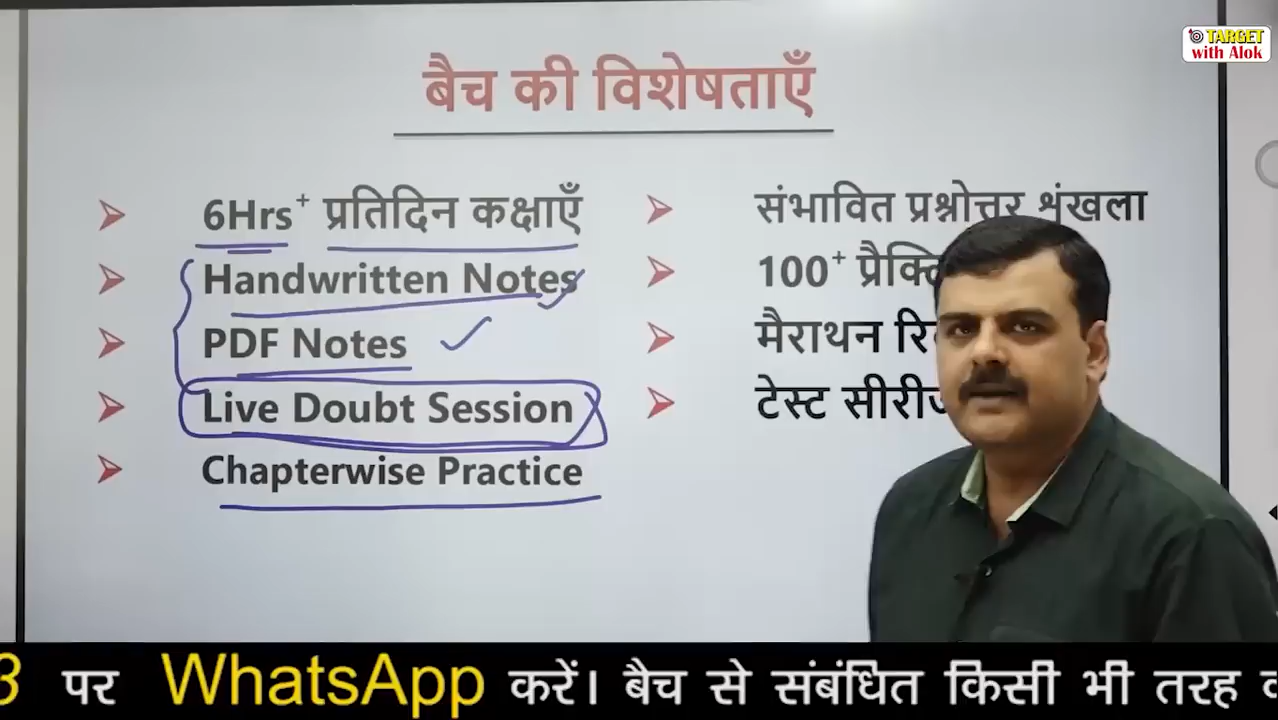 TARGET
with Alok
बैच की विशेषताएँ
6Hrs+ प्रतिदिन कक्षाएँ
Handwritten Notes
PDF Notes
Live Doubt Session
Chapterwise Practice
संभावित प्रश्नोत्तर शृंखला
100+
मैराथन
टेस्ट सीरीज
3 पर WhatsApp करें। बैच से संबंधित किसी भी तरह